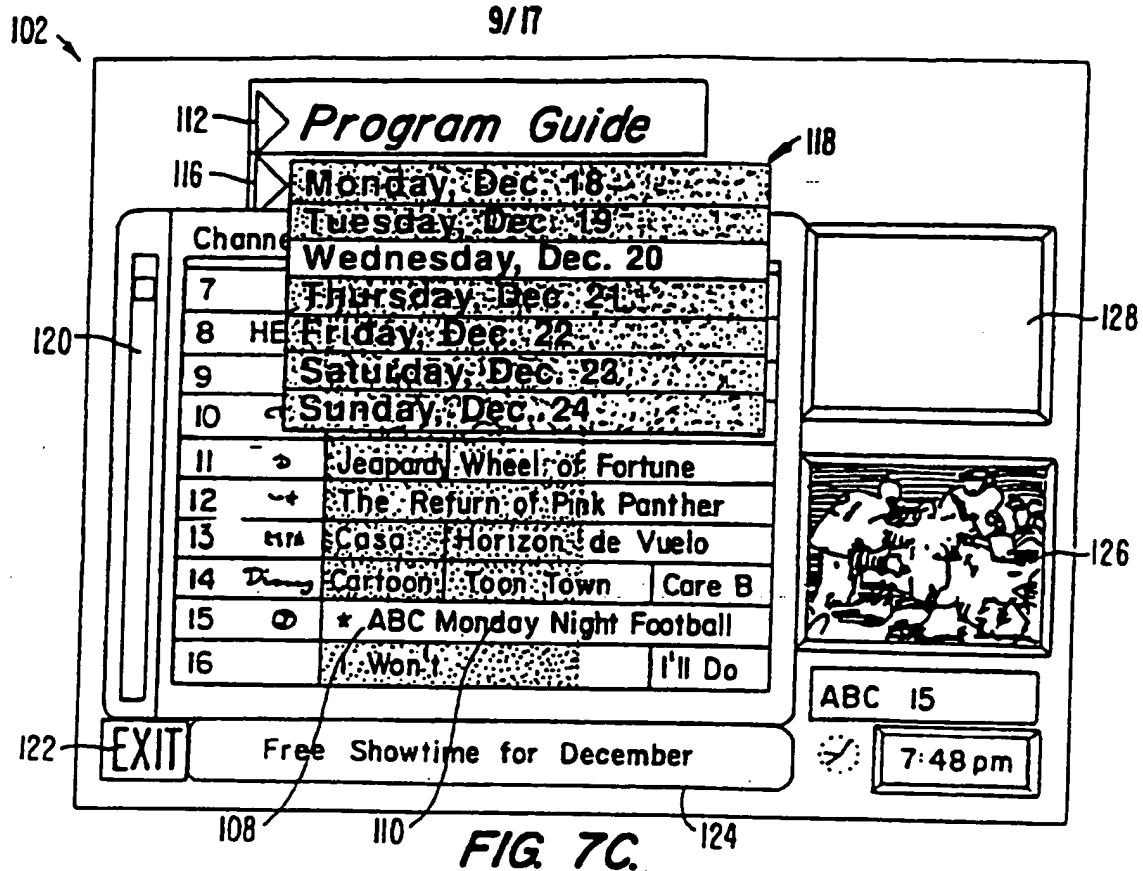 9/17
102
112
Program Guide
118
116
Monday, Dec. 18
Tuesday, Dec. 19
Channe
Wednesday, Dec. 20
7
Thursday, Dec. 21
128
8 HE
Friday, Dec. 22
120
9
Saturday, Dec. 23
10
Sunday, Dec. 24
11 Jeapardy Wheel of Fortune
12 The Return of Pink Panther
13 Casa Horizon de Vuelo
126
14 Disney Cartoon Toon Town Care B
15 * ABC Monday Night Football
16 I Won't I'll Do
ABC 15
122
EXIT
Free Showtime for December
7:48 pm
108
110
124
FIG. 7C.